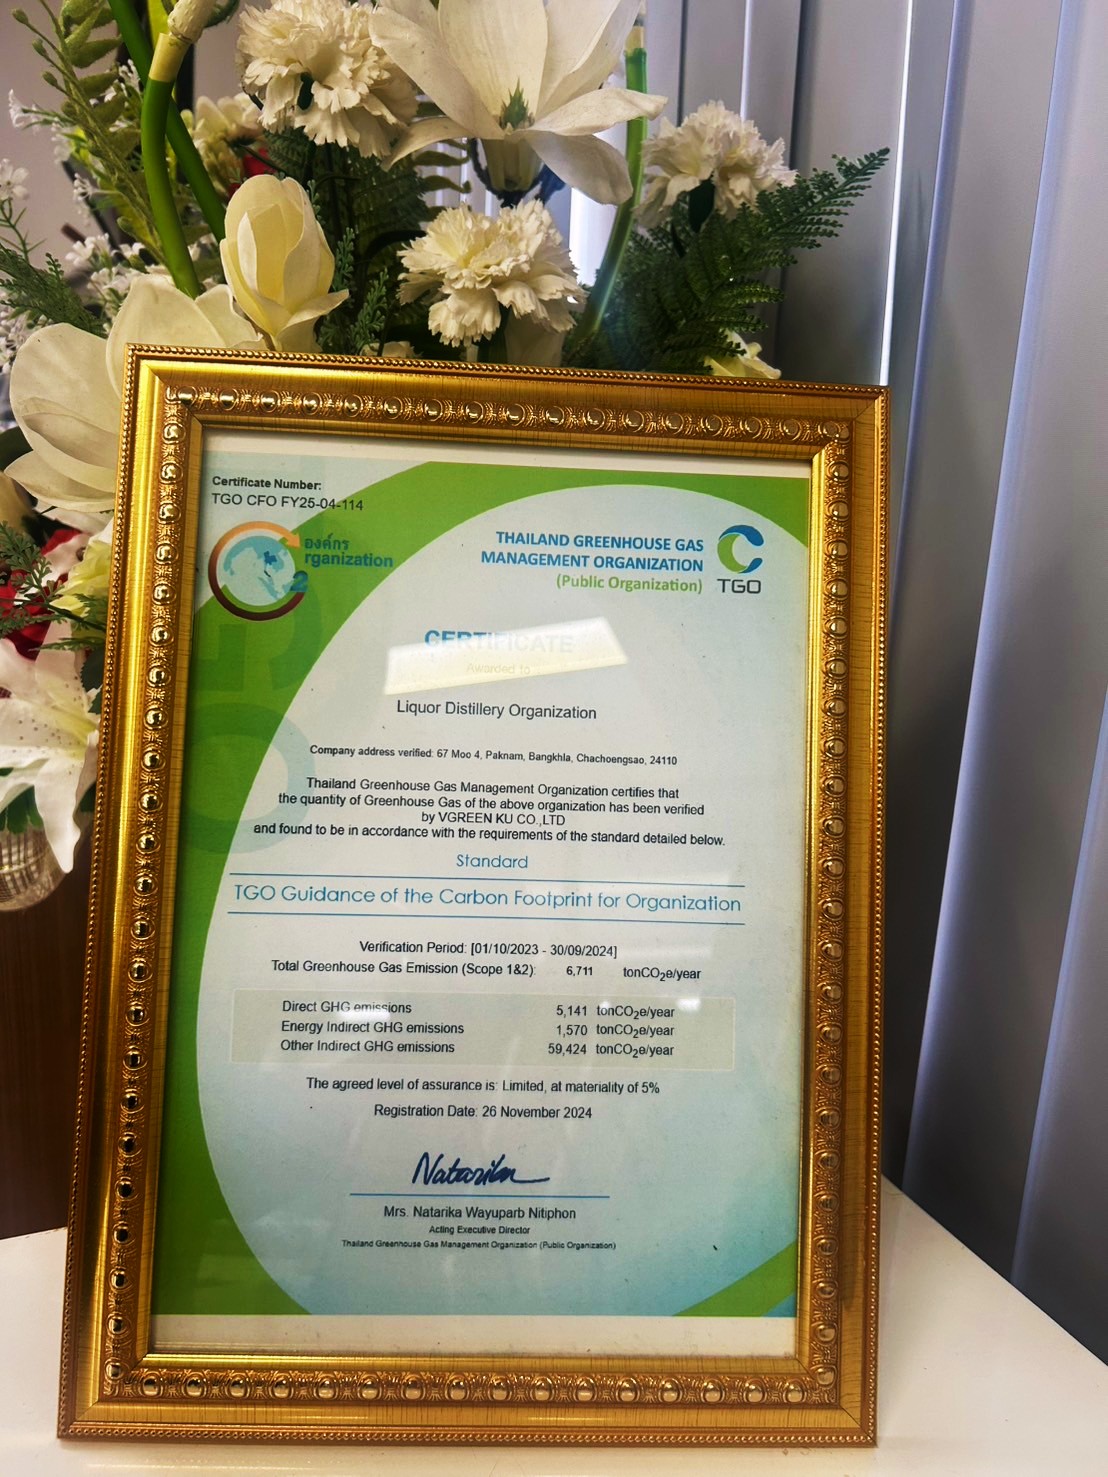 Certificate Number:
TGO CFO FY25-04-114
องค์กร
rganization
2
THAILAND GREENHOUSE GAS
MANAGEMENT ORGANIZATION
(Public Organization)
TGO
CERTIFICATE
Awarded to
Liquor Distillery Organization
Company address verified: 67 Moo 4, Paknam, Bangkhla, Chachoengsao, 24110
Thailand Greenhouse Gas Management Organization certifies that
the quantity of Greenhouse Gas of the above organization has been verified
by VGREEN KU CO.,LTD
and found to be in accordance with the requirements of the standard detailed below.
Standard
TGO Guidance of the Carbon Footprint for Organization
Verification Period: [01/10/2023 - 30/09/2024]
Total Greenhouse Gas Emission (Scope 1&2): 6,711 tonCO2e/year
Direct GHG emissions 5,141 tonCO2e/year
Energy Indirect GHG emissions 1,570 tonCO2e/year
Other Indirect GHG emissions 59,424 tonCO2e/year
The agreed level of assurance is: Limited, at materiality of 5%
Registration Date: 26 November 2024
Natarika
Mrs. Natarika Wayuparb Nitiphon
Acting Executive Director
Thailand Greenhouse Gas Management Organization (Public Organization)